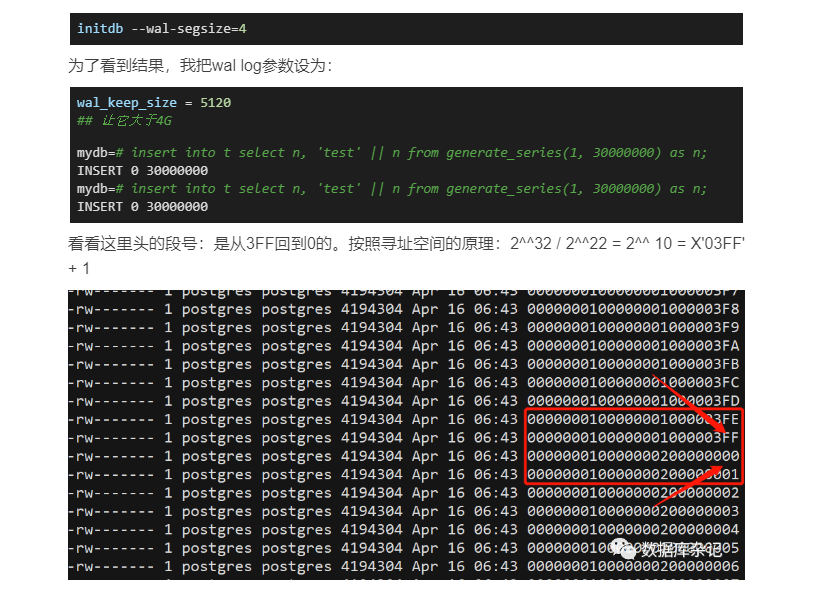 initdb --wal-segsize=4
为了看到结果，我把wal log参数设为：
wal_keep_size = 5120
## 让它大于4G
mydb=# insert into t select n, 'test' || n from generate_series(1, 30000000) as n;
INSERT 0 30000000
mydb=# insert into t select n, 'test' || n from generate_series(1, 30000000) as n;
INSERT 0 30000000
看看这里头的段号：是从3FF回到0的。按照寻址空间的原理：2^^32 / 2^^22 = 2^^ 10 = X'03FF'
+ 1
-rw------- 1 postgres postgres 4194304 Apr 16 06:43 0000000100000001000003F7
-rw------- 1 postgres postgres 4194304 Apr 16 06:43 0000000100000001000003F8
-rw------- 1 postgres postgres 4194304 Apr 16 06:43 0000000100000001000003F9
-rw------- 1 postgres postgres 4194304 Apr 16 06:43 0000000100000001000003FA
-rw------- 1 postgres postgres 4194304 Apr 16 06:43 0000000100000001000003FB
-rw------- 1 postgres postgres 4194304 Apr 16 06:43 0000000100000001000003FC
-rw------- 1 postgres postgres 4194304 Apr 16 06:43 0000000100000001000003FD
-rw------- 1 postgres postgres 4194304 Apr 16 06:43 0000000100000001000003FE
-rw------- 1 postgres postgres 4194304 Apr 16 06:43 0000000100000001000003FF
-rw------- 1 postgres postgres 4194304 Apr 16 06:43 000000010000000200000000
-rw------- 1 postgres postgres 4194304 Apr 16 06:43 000000010000000200000001
-rw------- 1 postgres postgres 4194304 Apr 16 06:43 000000010000000200000002
-rw------- 1 postgres postgres 4194304 Apr 16 06:43 000000010000000200000003
-rw------- 1 postgres postgres 4194304 Apr 16 06:43 000000010000000200000004
-rw------- 1 postgres postgres 4194304 Apr 16 06:43 000000010000000200000005
数据库杂记
-rw------- 1 postgres postgres 4194304 Apr 16 06:43 000000010000000200000006